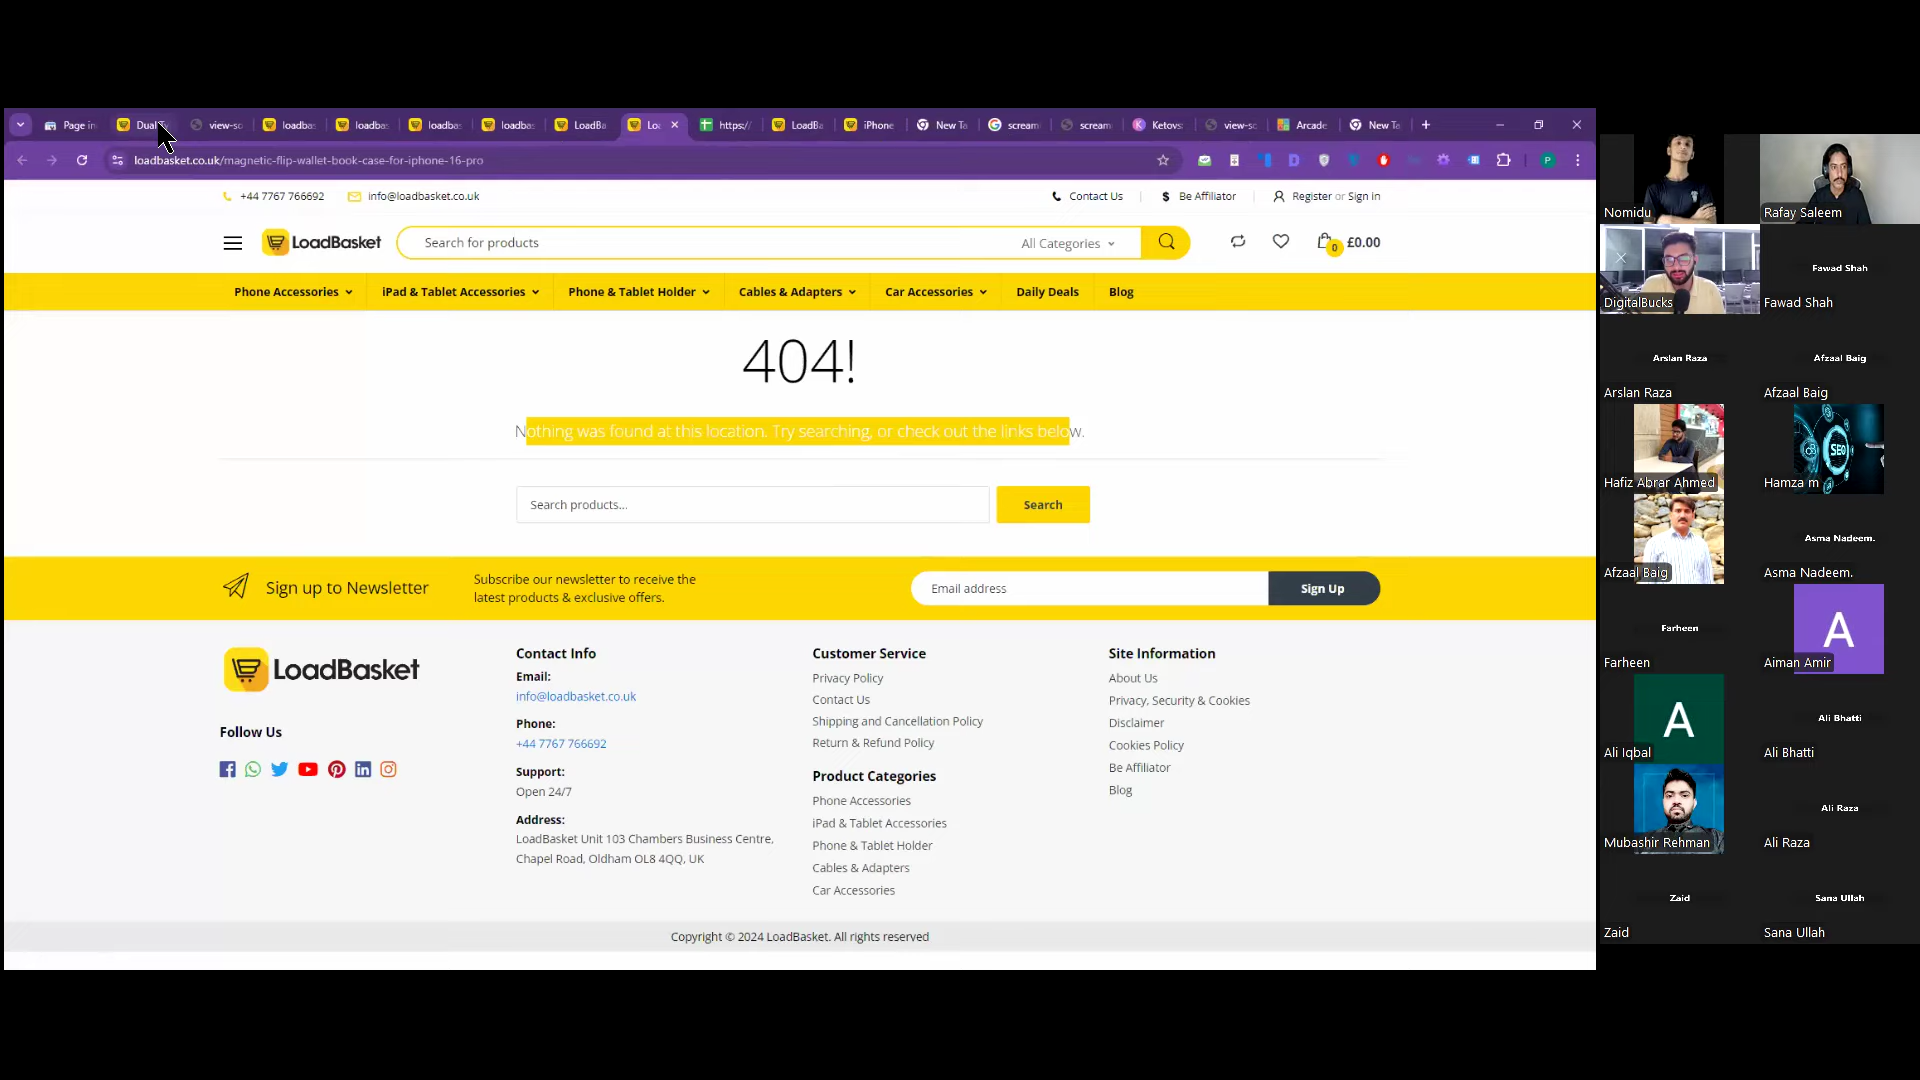 Page in
Dual
view-so
loadbas
loadbas
loadbas
loadbas
LoadBa
Loa
https://
LoadBa
iPhone
New Ta
scream
scream
Ketovs
view-so
Arcade
New Ta
loadbasket.co.uk/magnetic-flip-wallet-book-case-for-iphone-16-pro
P
+44 7767 766692
info@loadbasket.co.uk
Contact Us
$ Be Affiliator
Register or Sign in
LoadBasket
Search for products
All Categories
0
£0.00
Phone Accessories
iPad & Tablet Accessories
Phone & Tablet Holder
Cables & Adapters
Car Accessories
Daily Deals
Blog
404!
Nothing was found at this location. Try searching, or check out the links below.
Search products...
Search
Sign up to Newsletter
Subscribe our newsletter to receive the
latest products & exclusive offers.
Email address
Sign Up
LoadBasket
Follow Us
Contact Info
Email:
info@loadbasket.co.uk
Phone:
+44 7767 766692
Support:
Open 24/7
Address:
LoadBasket Unit 103 Chambers Business Centre,
Chapel Road, Oldham OL8 4QQ, UK
Customer Service
Privacy Policy
Contact Us
Shipping and Cancellation Policy
Return & Refund Policy
Product Categories
Phone Accessories
iPad & Tablet Accessories
Phone & Tablet Holder
Cables & Adapters
Car Accessories
Site Information
About Us
Privacy, Security & Cookies
Disclaimer
Cookies Policy
Be Affiliator
Blog
Copyright © 2024 LoadBasket. All rights reserved
Nomidu
Rafay Saleem
DigitalBucks
Fawad Shah
Fawad Shah
Arslan Raza
Arslan Raza
Afzaal Baig
Afzaal Baig
Hafiz Abrar Ahmed
SEO
Hamza m
Afzaal Baig
Asma Nadeem.
Asma Nadeem.
Farheen
Farheen
A
Aiman Amir
A
Ali Iqbal
Ali Bhatti
Ali Bhatti
Mubashir Rehman
Ali Raza
Ali Raza
Zaid
Zaid
Sana Ullah
Sana Ullah